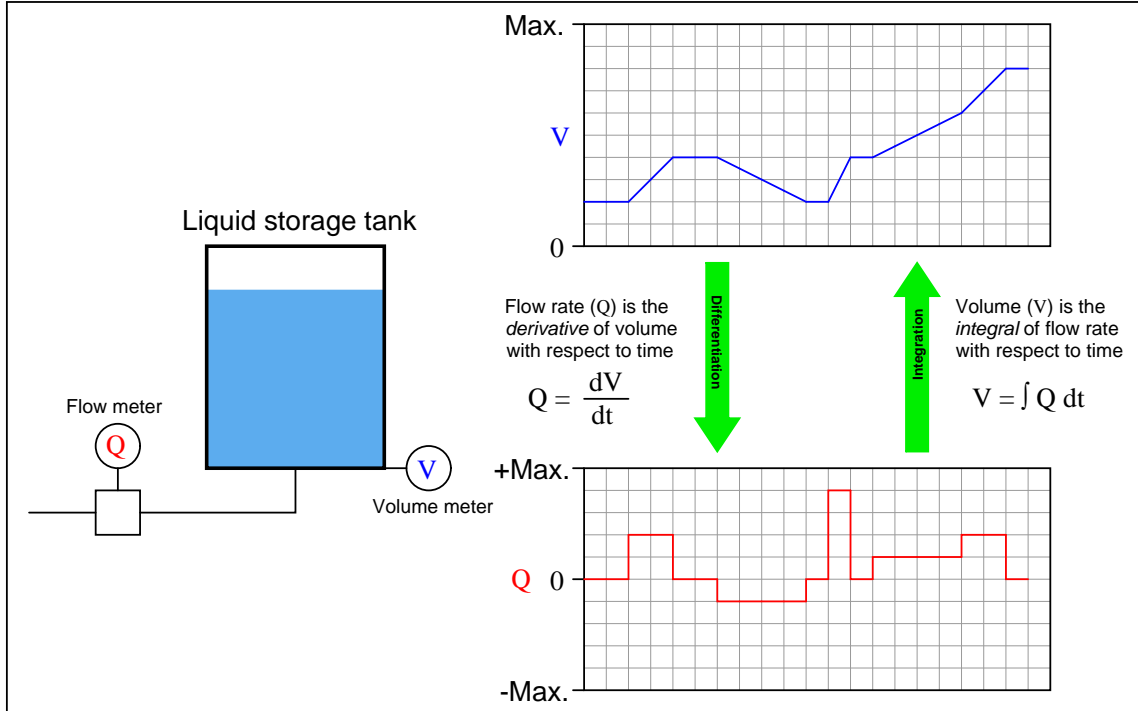 Liquid storage tank
Flow meter
Q
V
Volume meter
Max.
V
0
Flow rate (Q) is the
derivative of volume
with respect to time
Q = dV/dt
Differentiation
Integration
Volume (V) is the
integral of flow rate
with respect to time
V = ∫ Q dt
+Max.
Q 0
-Max.